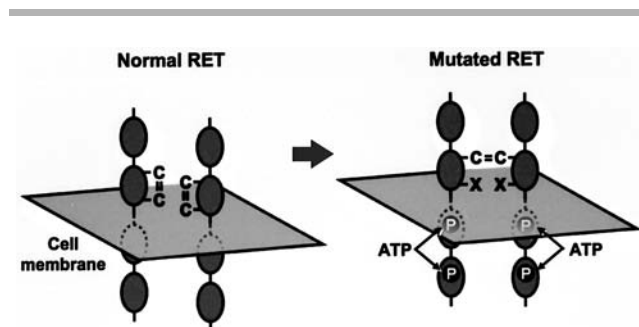 Normal RET
Mutated RET
C
C
C
C
C=C
X X
Cell
membrane
P
P
ATP
ATP
P
P